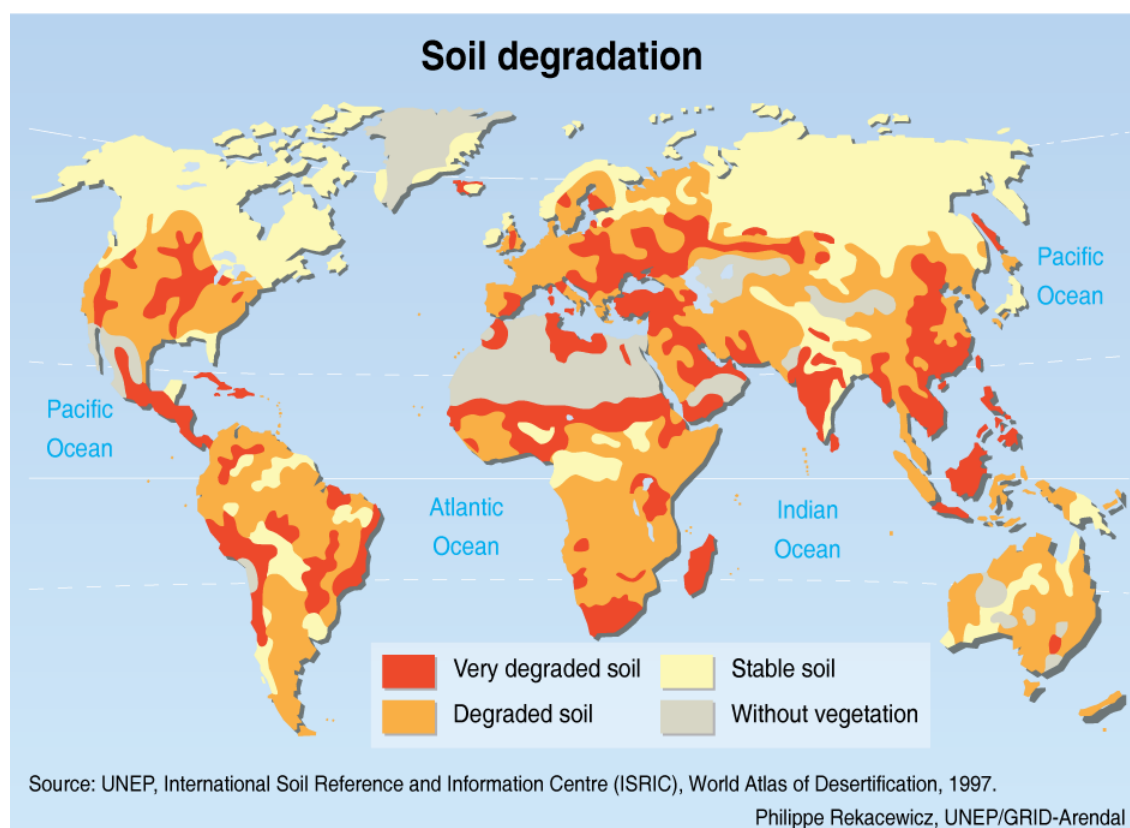 Soil degradation
Pacific
Ocean
Pacific
Ocean
Atlantic
Ocean
Indian
Ocean
Very degraded soil
Stable soil
Degraded soil
Without vegetation
Source: UNEP, International Soil Reference and Information Centre (ISRIC), World Atlas of Desertification, 1997.
Philippe Rekacewicz, UNEP/GRID-Arendal